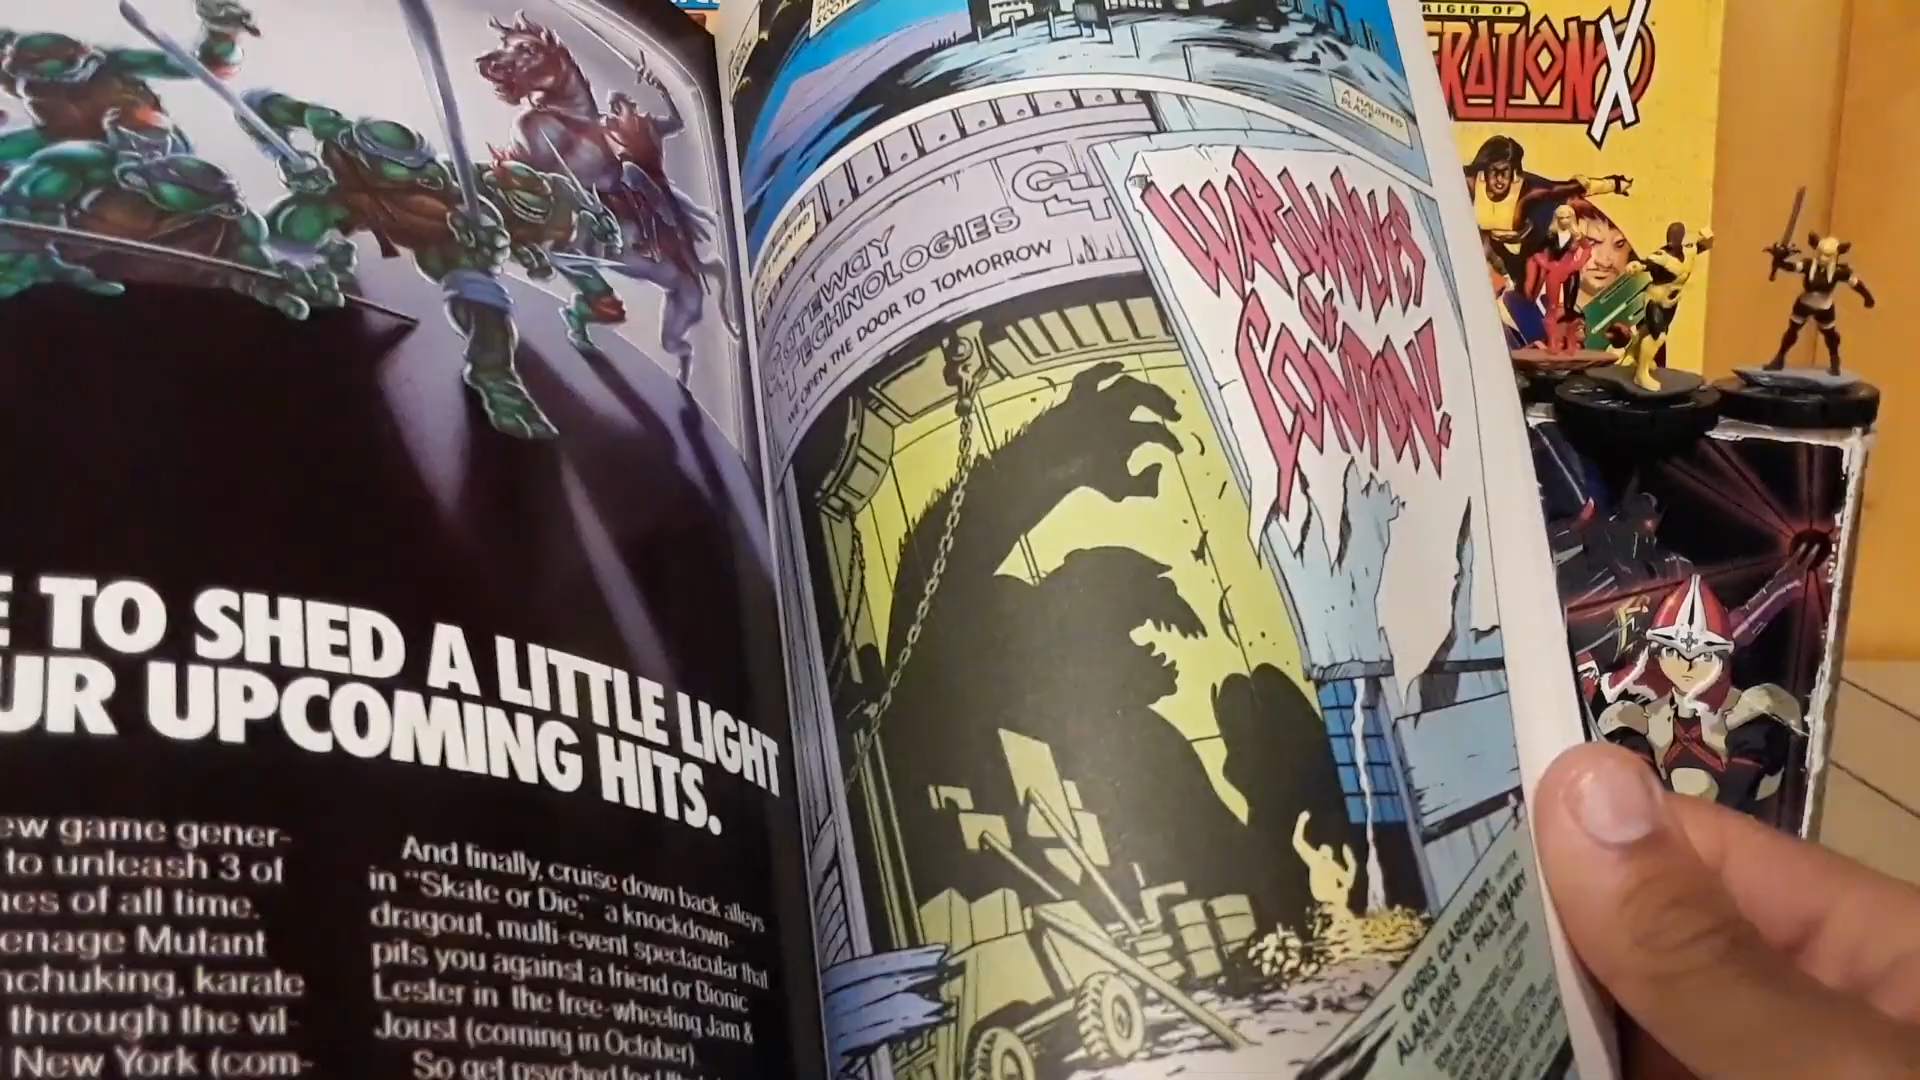 E TO SHED A LITTLE LIGHT
UR UPCOMING HITS.
ew game gener-
to unleash 3 of
nes of all time.
enage Mutant
nchuking, karate
through the vil-
New York (com-
And finally, cruise down back alleys
in "Skate or Die," a knockdown-
dragout, multi-event spectacular that
pits you against a friend or Bionic
Lester in the free-wheeling Jam &
Joust (coming in October).
So get psyched for
A HAUNTED
PLACE
GATEWAY
TECHNOLOGIES
WE OPEN THE DOOR TO TOMORROW
WARWOLVES
OF
LONDON!
CHRIS CLAREMONT, WRITER
ALAN DAVIS • PAUL NEARY
RIGIN OF
ERATION X